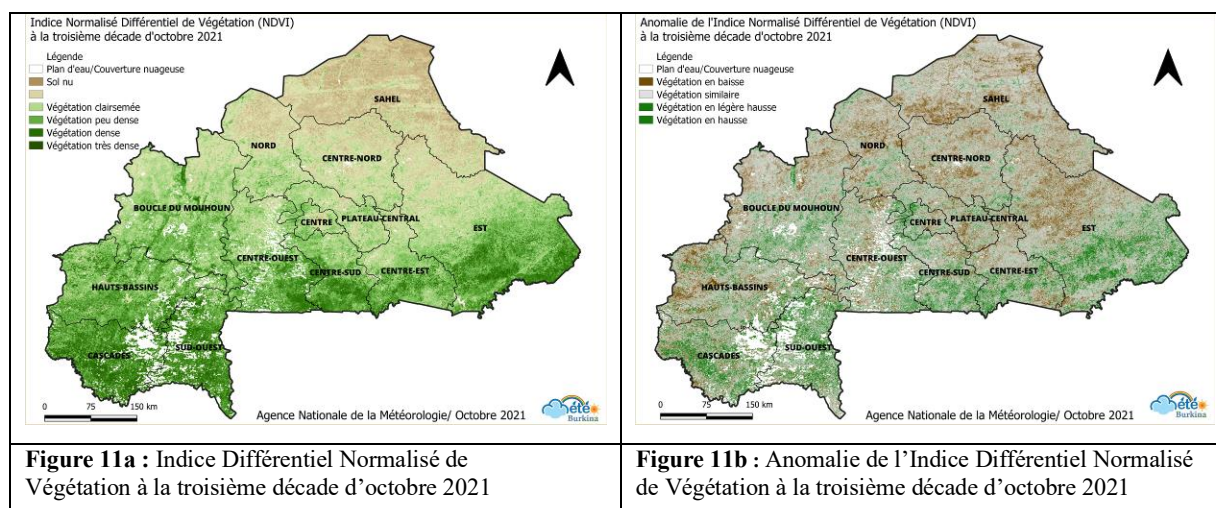 Indice Normalisé Différentiel de Végétation (NDVI)
à la troisième décade d'octobre 2021
Légende
Plan d'eau/Couverture nuageuse
Sol nu
Végétation clairsemée
Végétation peu dense
Végétation dense
Végétation très dense
SAHEL
NORD
CENTRE-NORD
BOUCLE DU MOUHOUN
CENTRE
PLATEAU-CENTRAL
EST
CENTRE-OUEST
CENTRE-SUD
CENTRE-EST
HAUTS-BASSINS
CASCADES
SUD-OUEST
0 75 150 km
Agence Nationale de la Météorologie/ Octobre 2021
Météo
Burkina
Anomalie de l'Indice Normalisé Différentiel de Végétation (NDVI)
à la troisième décade d'octobre 2021
Légende
Plan d'eau/Couverture nuageuse
Végétation en baisse
Végétation similaire
Végétation en légère hausse
Végétation en hausse
SAHEL
NORD
CENTRE-NORD
BOUCLE DU MOUHOUN
CENTRE
PLATEAU-CENTRAL
EST
CENTRE-OUEST
CENTRE-SUD
CENTRE-EST
HAUTS-BASSINS
CASCADES
SUD-OUEST
0 75 150 km
Agence Nationale de la Météorologie/ Octobre 2021
Météo
Burkina
Figure 11a : Indice Différentiel Normalisé de
Végétation à la troisième décade d'octobre 2021
Figure 11b : Anomalie de l'Indice Différentiel Normalisé
de Végétation à la troisième décade d'octobre 2021